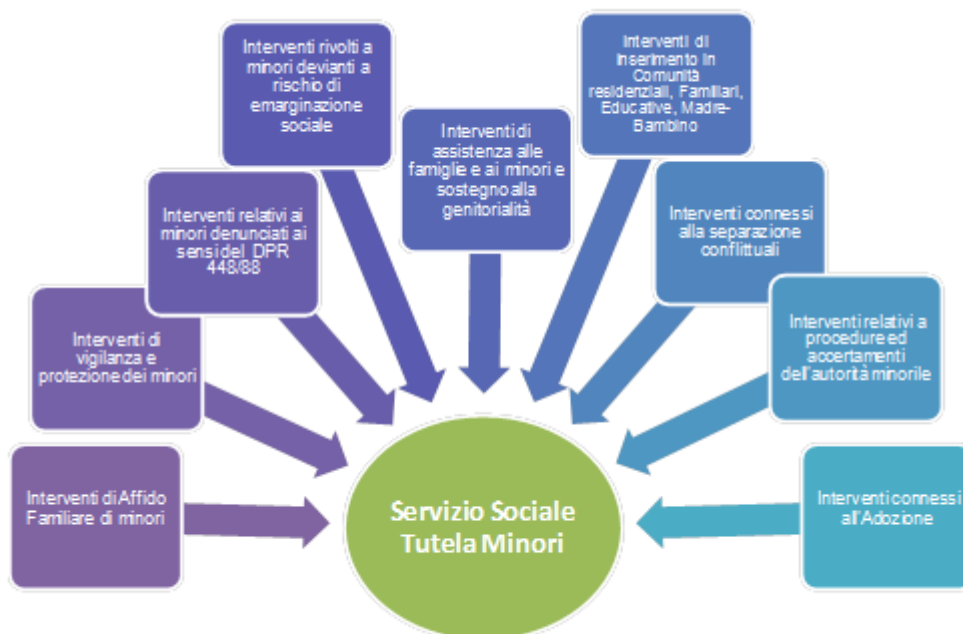 Interventi rivolti a
minori devianti a
rischio di
emarginazione
sociale
Interventi di
assistenza alle
famiglie e ai minori e
sostegno alla
genitorialità
Interventi di
Inserimento in
Comunità
residenziali, Familiari,
Educative, Madre-
Bambino
Interventi relativi ai
minori denunciati ai
sensi del DPR
448/88
Interventi connessi
alla separazione
conflittuali
Interventi di
vigilanza e
protezione dei minori
Interventi relativi a
procedure ed
accertamenti
dell'autorità minorile
Interventi di Affido
Familiare di minori
Servizio Sociale
Tutela Minori
Interventi connessi
all'Adozione